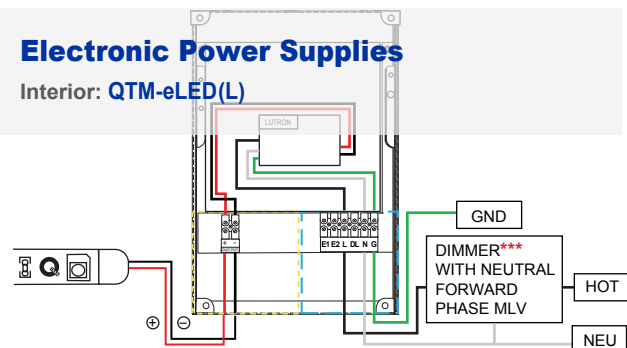 Electronic Power Supplies
Interior: QTM-eLED(L)
LUTRON
E1 E2 L DL N G
+ -
GND
DIMMER***
WITH NEUTRAL
FORWARD
PHASE MLV
HOT
NEU
Q
+ -